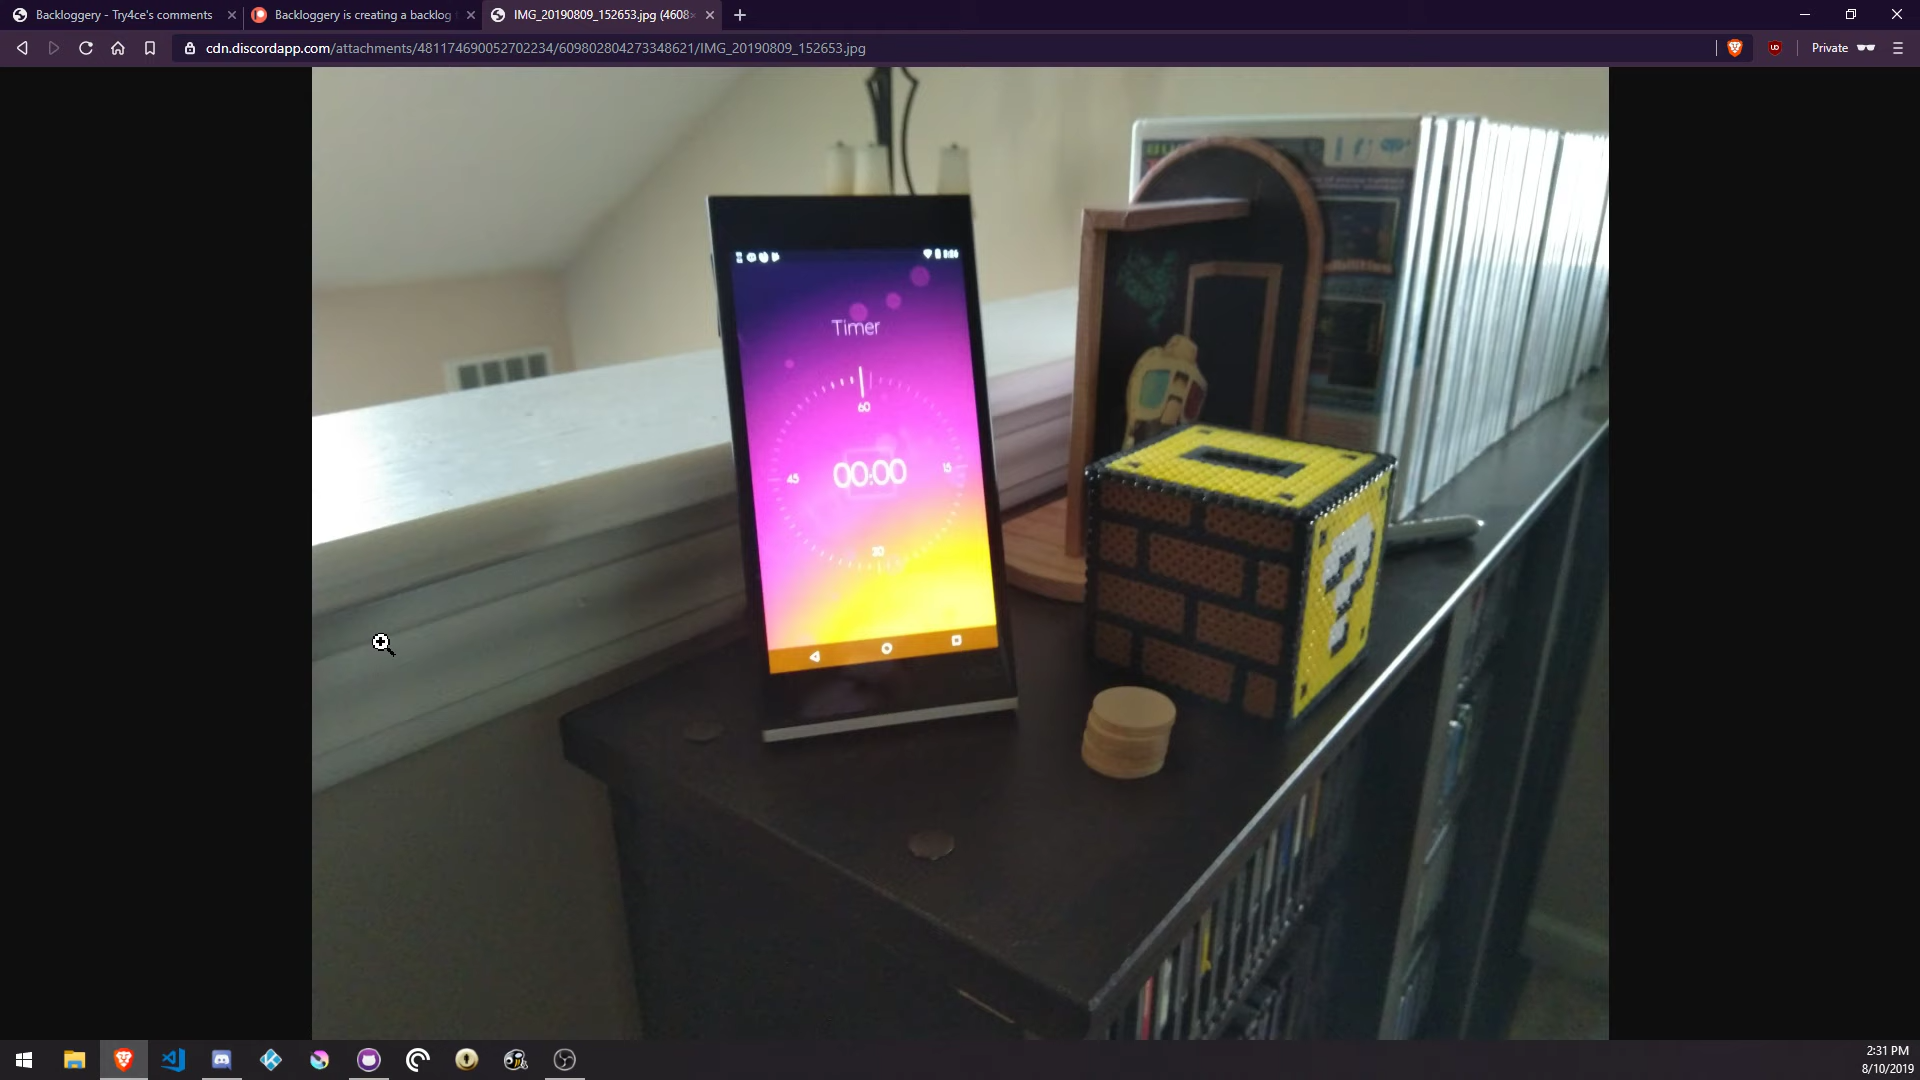 Backloggery - Try4ce's comments
Backloggery is creating a backlog
IMG_20190809_152653.jpg (4608×
cdn.discordapp.com/attachments/481174690052702234/609802804273348621/IMG_20190809_152653.jpg
Private
Timer
60
45
00:00
15
30
?
2:31 PM
8/10/2019